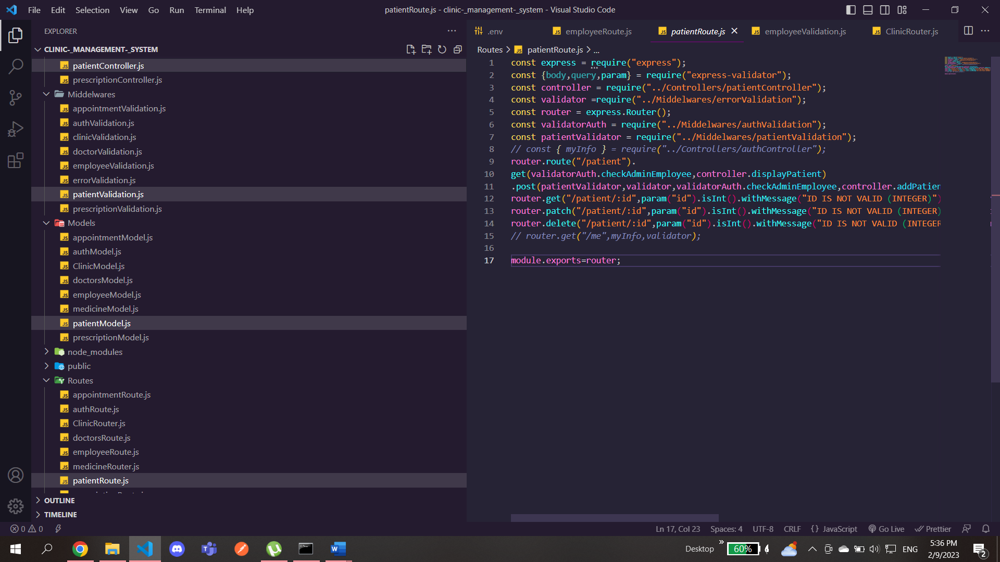 File Edit Selection View Go Run Terminal Help
patientRoute.js - clinic-_management-_system - Visual Studio Code
EXPLORER
CLINIC-_MANAGEMENT-_SYSTEM
patientController.js
prescriptionController.js
Middelwares
appointmentValidation.js
authValidation.js
clinicValidation.js
doctorValidation.js
employeeValidation.js
errorValidation.js
patientValidation.js
prescriptionValidation.js
Models
appointmentModel.js
authModel.js
ClinicModel.js
doctorsModel.js
employeeModel.js
medicineModel.js
patientModel.js
prescriptionModel.js
node_modules
public
Routes
appointmentRoute.js
authRoute.js
ClinicRouter.js
doctorsRoute.js
employeeRoute.js
medicineRouter.js
patientRoute.js
OUTLINE
TIMELINE
.env employeeRoute.js patientRoute.js employeeValidation.js ClinicRouter.js
Routes > patientRoute.js > ...
1 const express = require("express");
2 const {body,query,param} = require("express-validator");
3 const controller = require("../Controllers/patientController");
4 const validator =require("../Middelwares/errorValidation");
5 const router = express.Router();
6 const validatorAuth = require("../Middelwares/authValidation");
7 const patientValidator = require("../Middelwares/patientValidation");
8 // const { myInfo } = require("../Controllers/authController");
9 router.route("/patient").
10 get(validatorAuth.checkAdminEmployee,controller.displayPatient)
11 .post(patientValidator,validator,validatorAuth.checkAdminEmployee,controller.addPatien
12 router.get("/patient/:id",param("id").isInt().withMessage("ID IS NOT VALID (INTEGER)")
13 router.patch("/patient/:id",param("id").isInt().withMessage("ID IS NOT VALID (INTEGER)
14 router.delete("/patient/:id",param("id").isInt().withMessage("ID IS NOT VALID (INTEGER
15 // router.get("/me",myInfo,validator);
16
17 module.exports=router;
0 0
Ln 17, Col 23 Spaces: 4 UTF-8 CRLF {} JavaScript Go Live Prettier
Desktop 60% ENG 5:36 PM
2/9/2023
2